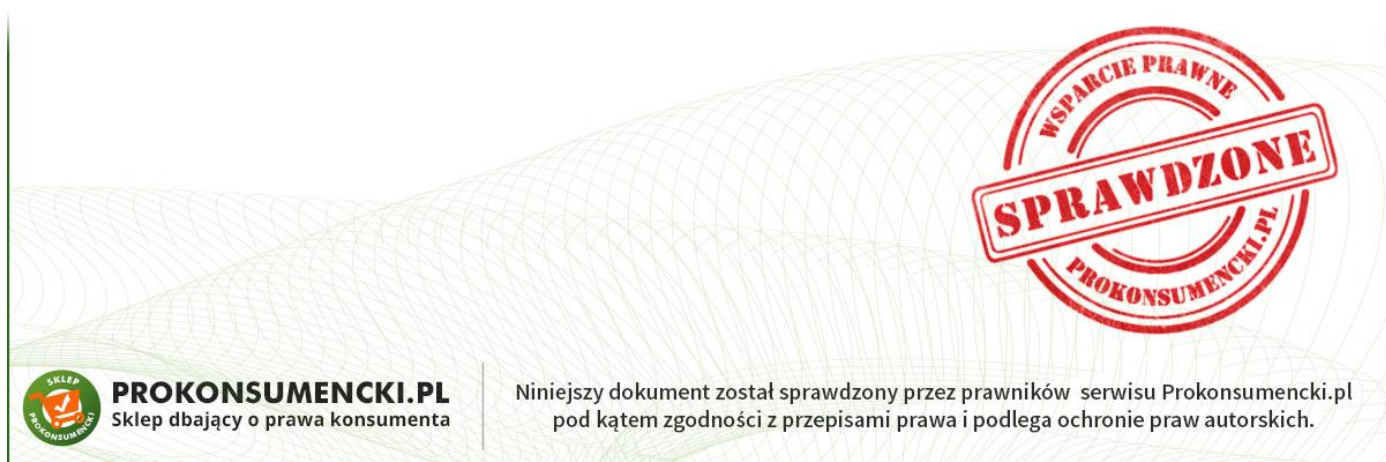 WSPARCIE PRAWNE
SPRAWDZONE
PROKONSUMENCKI.PL
SKLEP
PROKONSUMENCKI
PROKONSUMENCKI.PL
Sklep dbający o prawa konsumenta
Niniejszy dokument został sprawdzony przez prawników serwisu Prokonsumencki.pl
pod kątem zgodności z przepisami prawa i podlega ochronie praw autorskich.